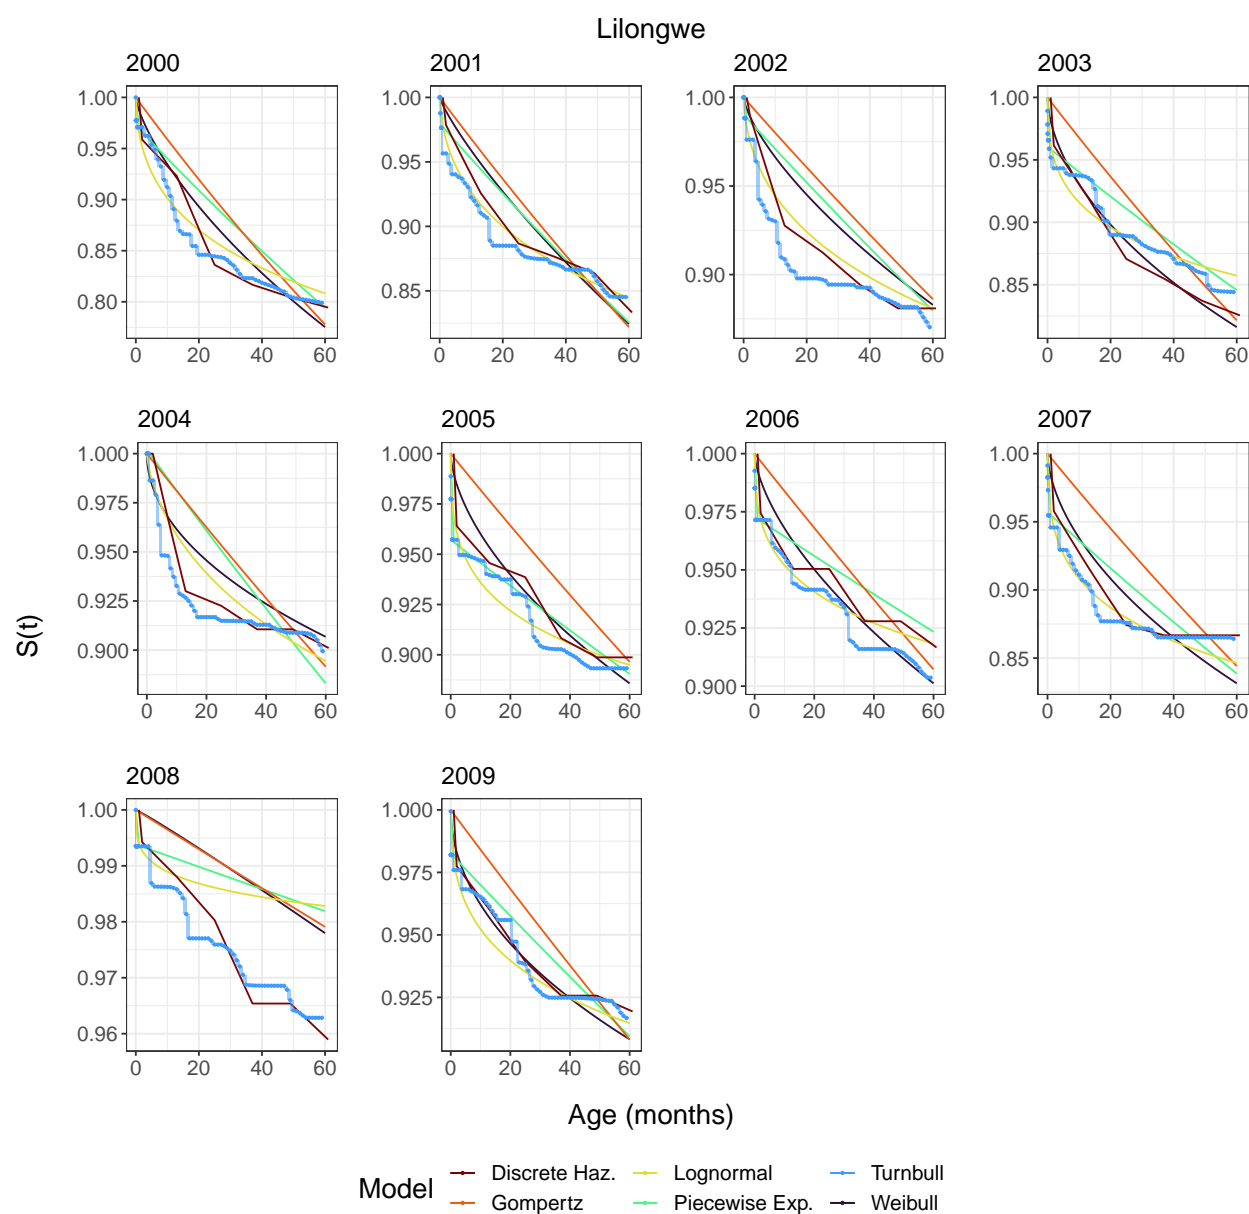 Lilongwe
2000 2001 2002 2003
1.00 1.00 1.00 1.00
0.95 0.95 0.95 0.95
0.90 0.90 0.90 0.90
0.85 0.85 0.85
0.80
0 20 40 60 0 20 40 60 0 20 40 60 0 20 40 60
2004 2005 2006 2007
1.000 1.000 1.000 1.00
0.975 0.975 0.975 0.95
0.950 0.950 0.950 0.90
0.925 0.925 0.925 0.85
0.900 0.900 0.900
0 20 40 60 0 20 40 60 0 20 40 60 0 20 40 60
S(t)
2008 2009
1.00 1.000
0.99 0.975
0.98 0.950
0.97 0.925
0.96
0 20 40 60 0 20 40 60
Age (months)
Model Discrete Haz. Lognormal Turnbull
Gompertz Piecewise Exp. Weibull